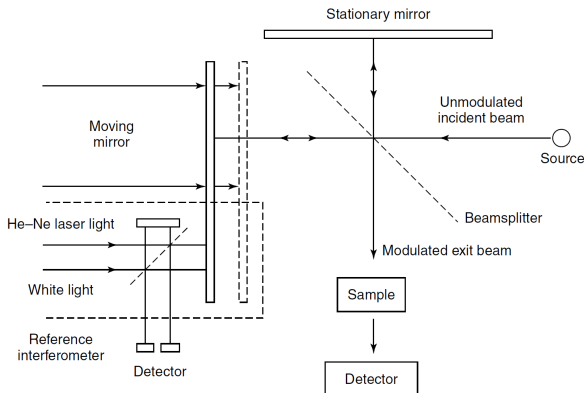 Stationary mirror
Unmodulated
incident beam
Source
Moving
mirror
Beamsplitter
He–Ne laser light
Modulated exit beam
White light
Sample
Reference
interferometer
Detector
Detector